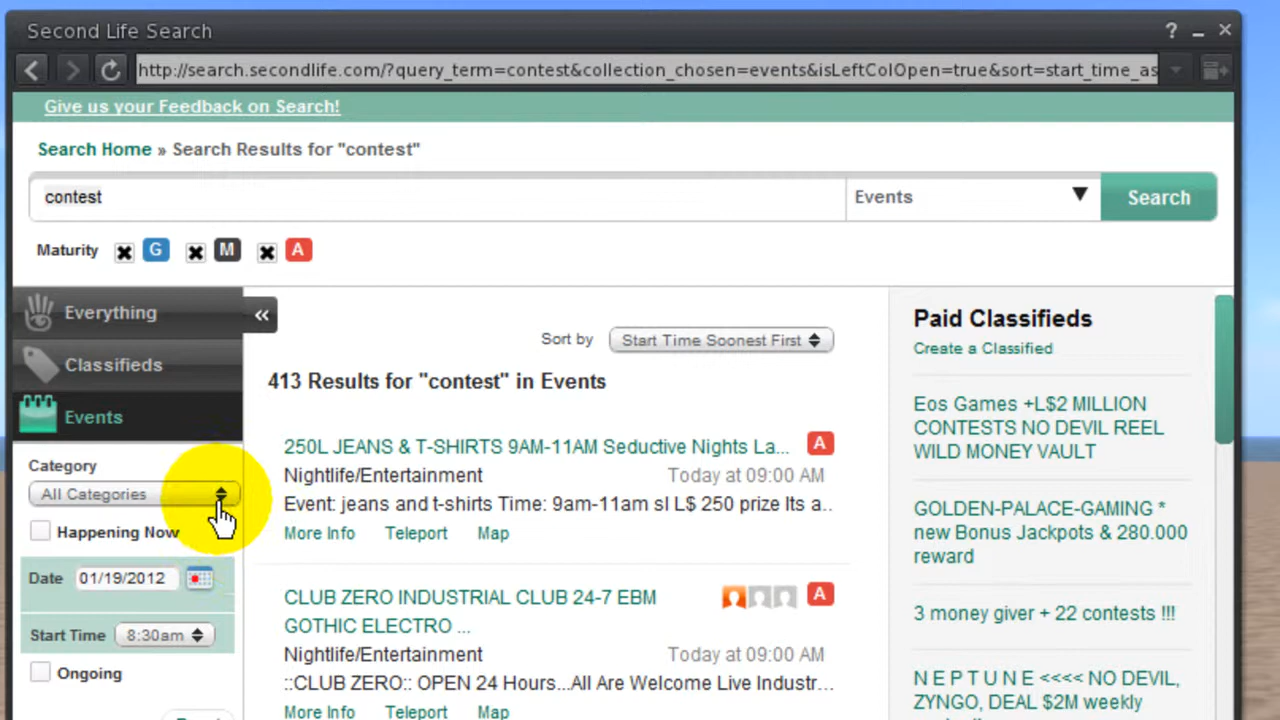 Second Life Search
? _ ×
http://search.secondlife.com/?query_term=contest&collection_chosen=events&isLeftColOpen=true&sort=start_time_as
Give us your Feedback on Search!
Search Home » Search Results for "contest"
contest
Events
Search
Maturity
G
M
A
Everything
«
Classifieds
Events
Category
All Categories
Happening Now
Date 01/19/2012
Start Time 8:30am
Ongoing
Sort by Start Time Soonest First
413 Results for "contest" in Events
250L JEANS & T-SHIRTS 9AM-11AM Seductive Nights La... A
Nightlife/Entertainment Today at 09:00 AM
Event: jeans and t-shirts Time: 9am-11am sl L$ 250 prize Its a..
More Info Teleport Map
CLUB ZERO INDUSTRIAL CLUB 24-7 EBM A
GOTHIC ELECTRO ...
Nightlife/Entertainment Today at 09:00 AM
::CLUB ZERO:: OPEN 24 Hours...All Are Welcome Live Industr...
More Info Teleport Map
Paid Classifieds
Create a Classified
Eos Games +L$2 MILLION
CONTESTS NO DEVIL REEL
WILD MONEY VAULT
GOLDEN-PALACE-GAMING *
new Bonus Jackpots & 280.000
reward
3 money giver + 22 contests !!!
N E P T U N E <<<< NO DEVIL,
ZYNGO, DEAL $2M weekly